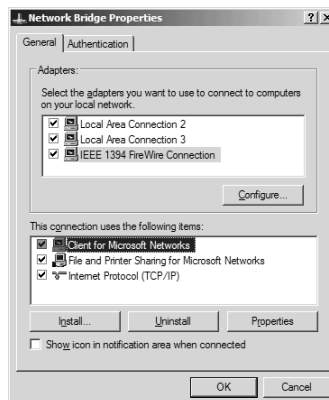 Network Bridge Properties
General
Authentication
Adapters:
Select the adapters you want to use to connect to computers
on your local network.
Local Area Connection 2
Local Area Connection 3
IEEE 1394 FireWire Connection
Configure...
This connection uses the following items:
Client for Microsoft Networks
File and Printer Sharing for Microsoft Networks
Internet Protocol (TCP/IP)
Install...
Uninstall
Properties
Show icon in notification area when connected
OK
Cancel